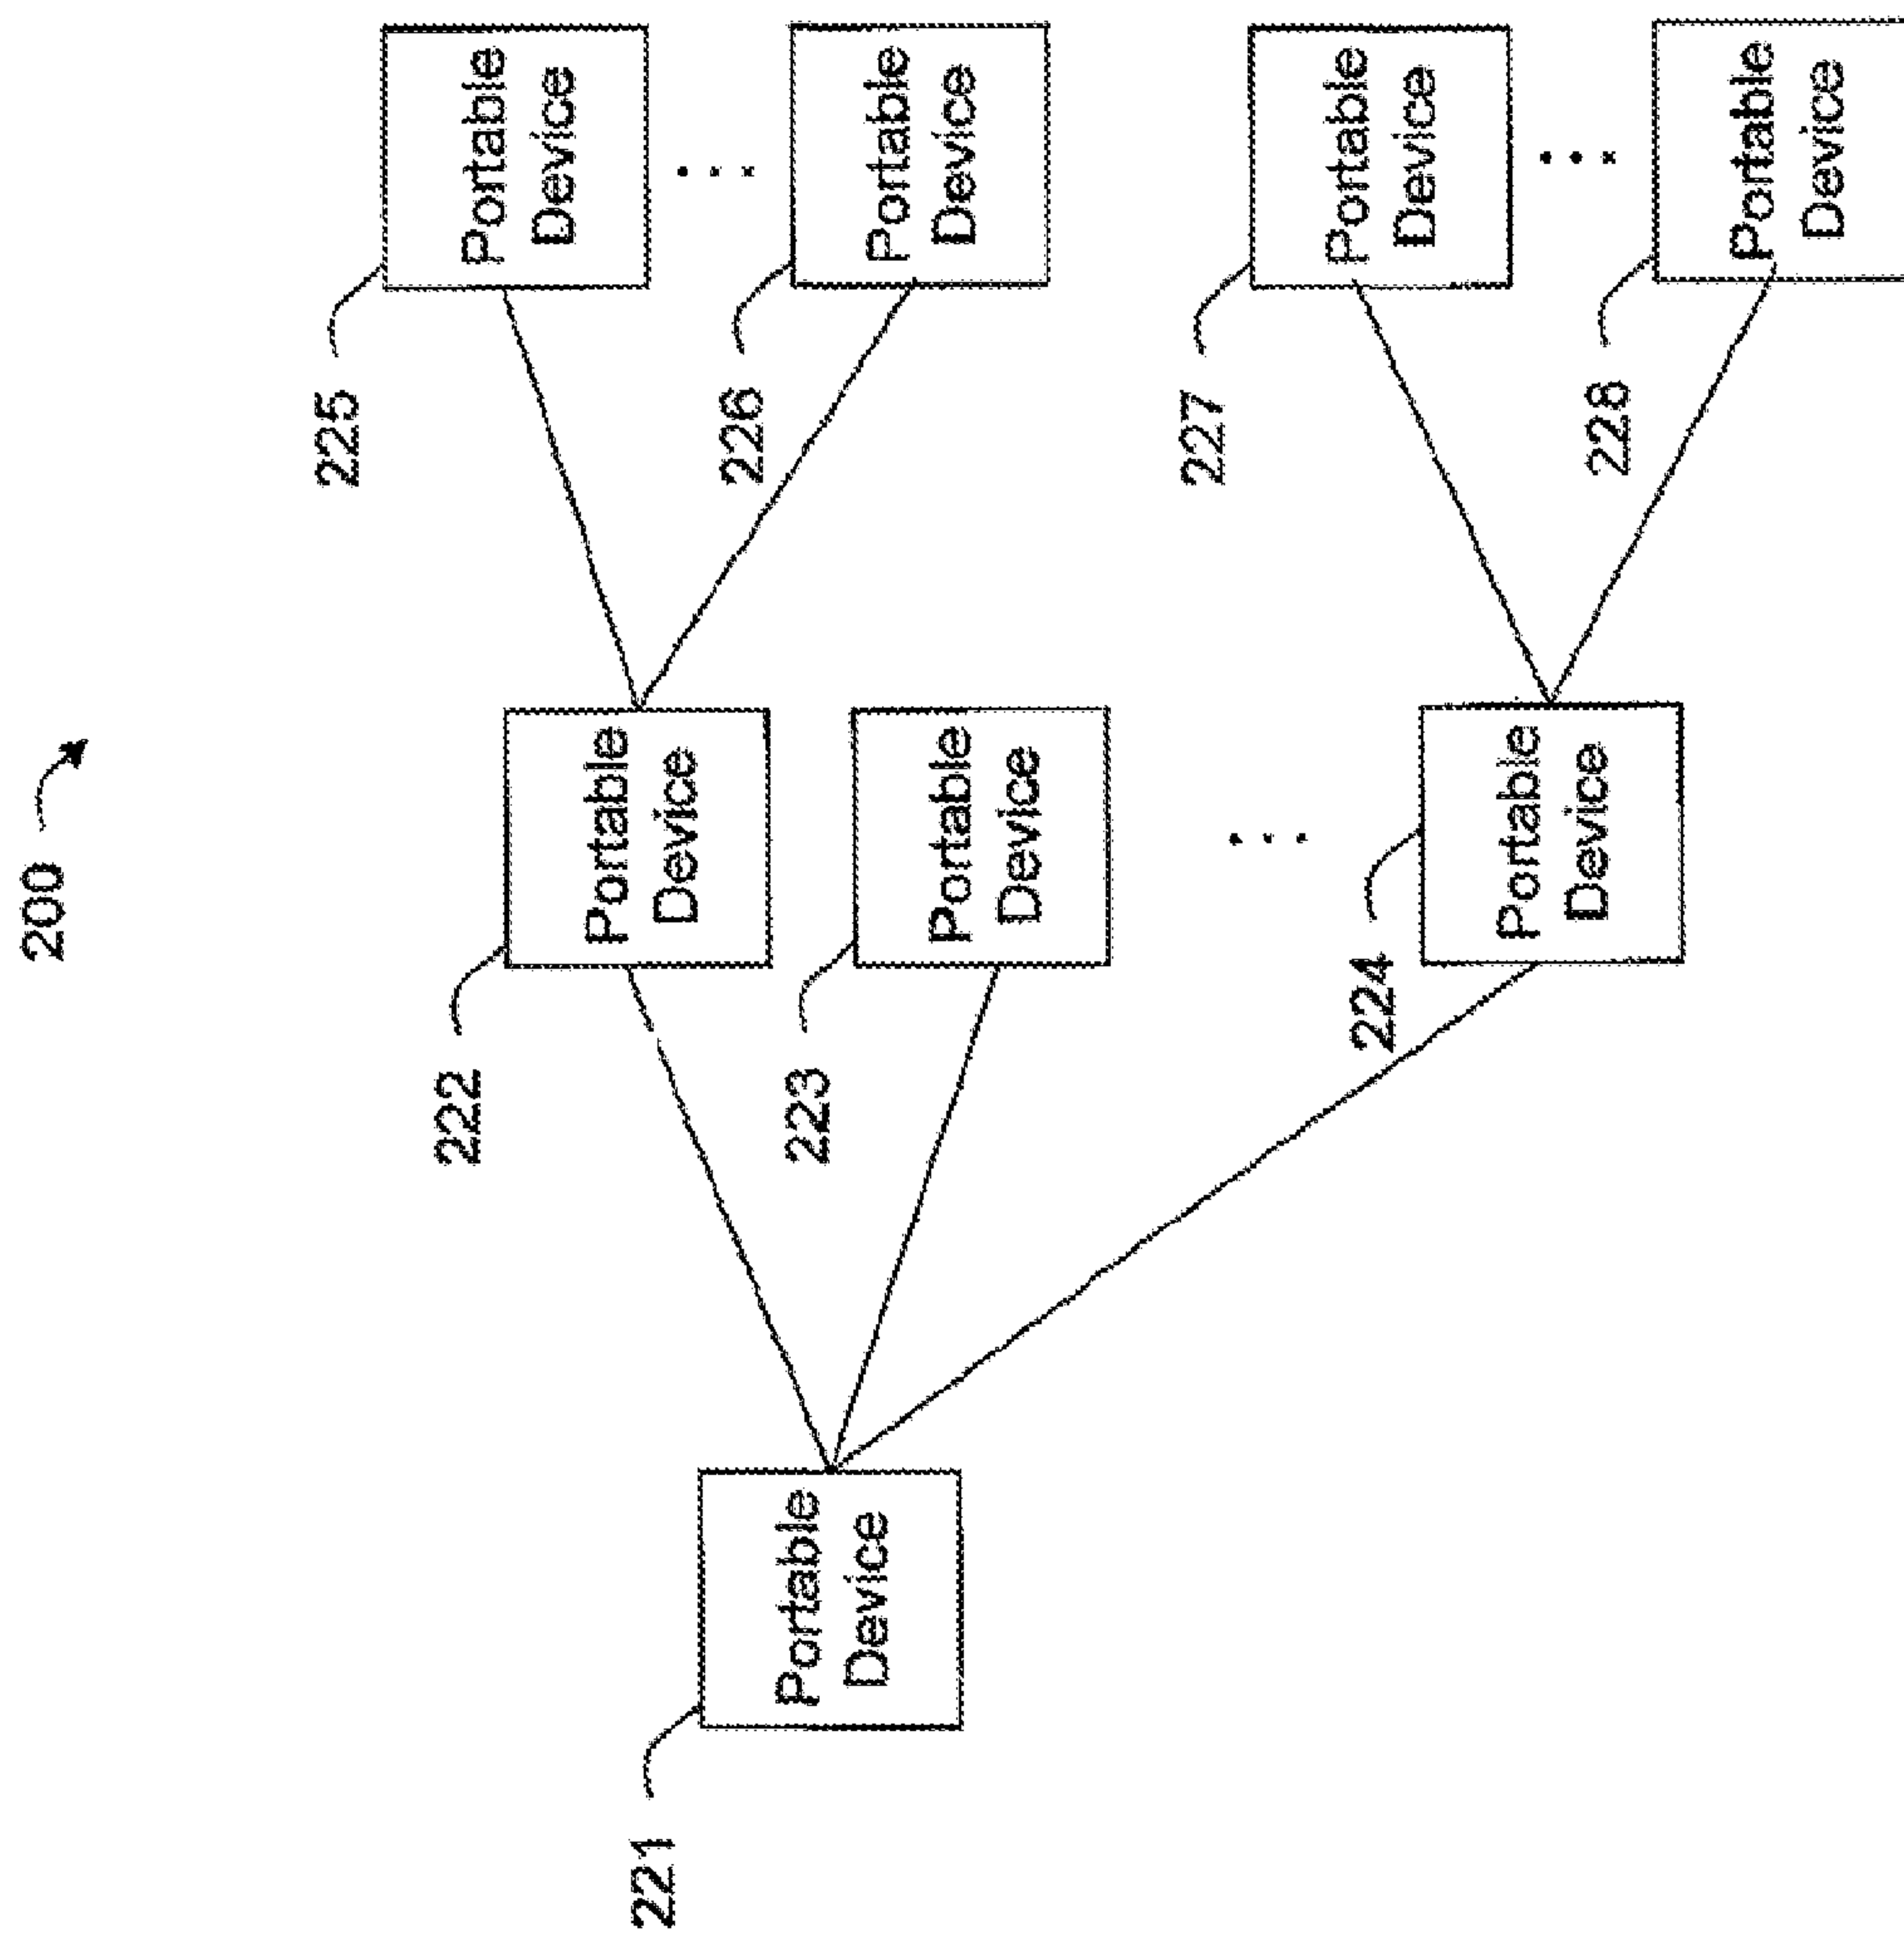 200
221
Portable
Device
222
Portable
Device
223
Portable
Device
...
224
Portable
Device
225
Portable
Device
...
226
Portable
Device
227
Portable
Device
...
228
Portable
Device